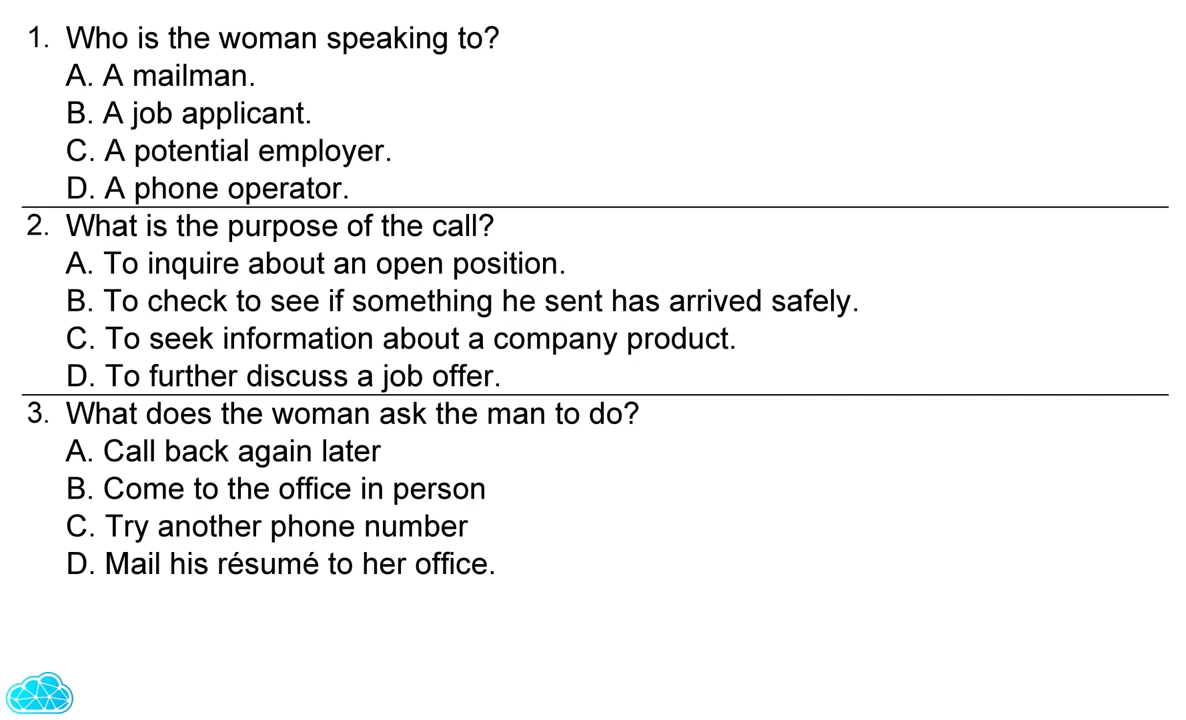 1. Who is the woman speaking to?
A. A mailman.
B. A job applicant.
C. A potential employer.
D. A phone operator.
2. What is the purpose of the call?
A. To inquire about an open position.
B. To check to see if something he sent has arrived safely.
C. To seek information about a company product.
D. To further discuss a job offer.
3. What does the woman ask the man to do?
A. Call back again later
B. Come to the office in person
C. Try another phone number
D. Mail his résumé to her office.